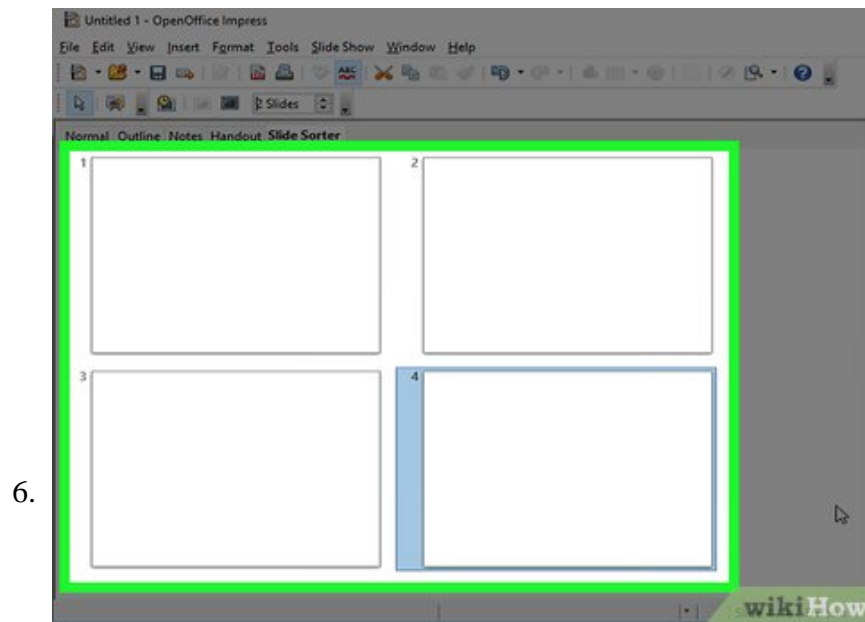 Untitled 1 - OpenOffice Impress
File Edit View Insert Format Tools Slide Show Window Help
ABC
2 Slides
Normal Outline Notes Handout Slide Sorter
1
2
3
4
6.
wikiHow